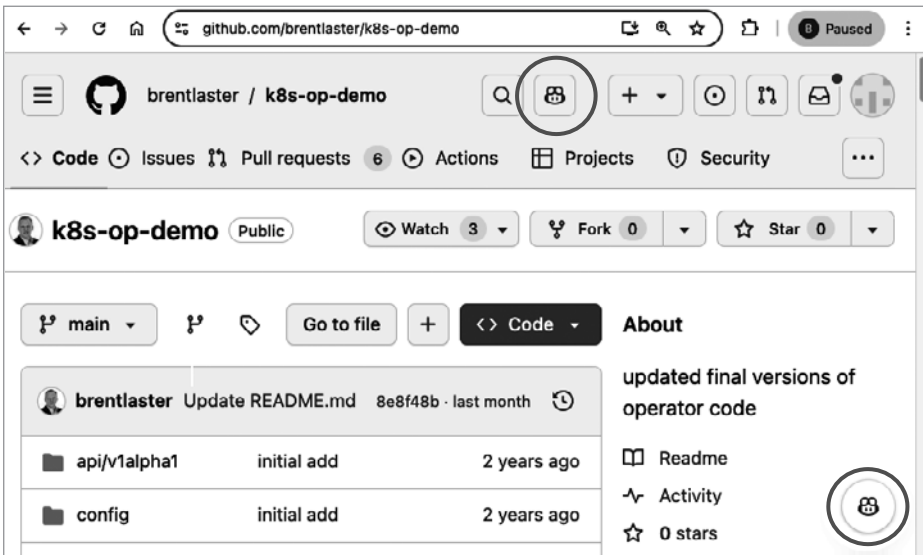 github.com/brentlaster/k8s-op-demo B Paused
brentlaster / k8s-op-demo
Code Issues Pull requests 6 Actions Projects Security
k8s-op-demo Public Watch 3 Fork 0 Star 0
main Go to file Code About
updated final versions of
operator code
brentlaster Update README.md 8e8f48b · last month
api/v1alpha1 initial add 2 years ago
Readme
Activity
config initial add 2 years ago
0 stars